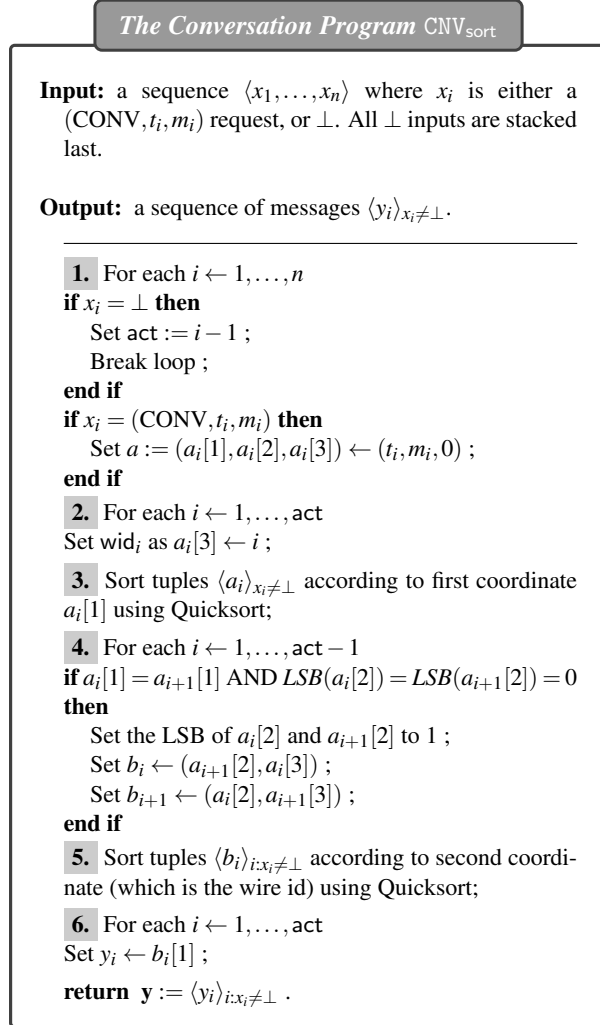 The Conversation Program CNV_sort
Input: a sequence ⟨x_1,…,x_n⟩ where x_i is either a
(CONV,t_i,m_i) request, or ⊥. All ⊥ inputs are stacked
last.
Output: a sequence of messages ⟨y_i⟩_{x_i≠⊥}.
1. For each i ← 1,…,n
if x_i = ⊥ then
Set act := i − 1 ;
Break loop ;
end if
if x_i = (CONV,t_i,m_i) then
Set a := (a_i[1],a_i[2],a_i[3]) ← (t_i,m_i,0) ;
end if
2. For each i ← 1,…,act
Set wid_i as a_i[3] ← i ;
3. Sort tuples ⟨a_i⟩_{x_i≠⊥} according to first coordinate
a_i[1] using Quicksort;
4. For each i ← 1,…,act − 1
if a_i[1] = a_{i+1}[1] AND LSB(a_i[2]) = LSB(a_{i+1}[2]) = 0
then
Set the LSB of a_i[2] and a_{i+1}[2] to 1 ;
Set b_i ← (a_{i+1}[2],a_i[3]) ;
Set b_{i+1} ← (a_i[2],a_{i+1}[3]) ;
end if
5. Sort tuples ⟨b_i⟩_{i:x_i≠⊥} according to second coordi-
nate (which is the wire id) using Quicksort;
6. For each i ← 1,…,act
Set y_i ← b_i[1] ;
return y := ⟨y_i⟩_{i:x_i≠⊥} .